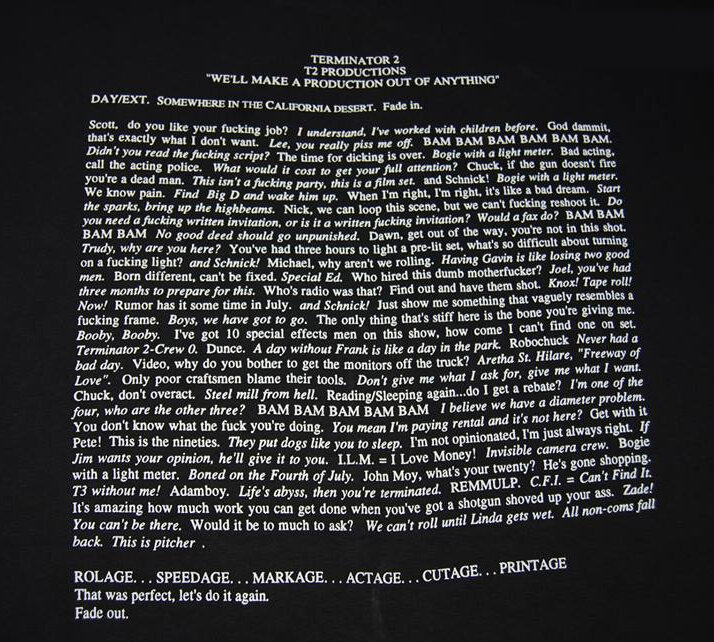 TERMINATOR 2
T2 PRODUCTIONS
"WE'LL MAKE A PRODUCTION OUT OF ANYTHING"
DAY/EXT. SOMEWHERE IN THE CALIFORNIA DESERT. Fade in.
Scott, do you like your fucking job? I understand, I've worked with children before. God dammit,
that's exactly what I don't want. Lee, you really piss me off. BAM BAM BAM BAM BAM BAM.
Didn't you read the fucking script? The time for dicking is over. Bogie with a light meter. Bad acting,
call the acting police. What would it cost to get your full attention? Chuck, if the gun doesn't fire
you're a dead man. This isn't a fucking party, this is a film set. and Schnick! Bogie with a light meter.
We know pain. Find Big D and wake him up. When I'm right, I'm right, it's like a bad dream. Start
the sparks, bring up the highbeams. Nick, we can loop this scene, but we can't fucking reshoot it. Do
you need a fucking written invitation, or is it a written fucking invitation? Would a fax do? BAM BAM
BAM BAM No good deed should go unpunished. Dawn, get out of the way, you're not in this shot.
Trudy, why are you here? You've had three hours to light a pre-lit set, what's so difficult about turning
on a fucking light? and Schnick! Michael, why aren't we rolling. Having Gavin is like losing two good
men. Born different, can't be fixed. Special Ed. Who hired this dumb motherfucker? Joel, you've had
three months to prepare for this. Who's radio was that? Find out and have them shot. Knox! Tape roll!
Now! Rumor has it some time in July. and Schnick! Just show me something that vaguely resembles a
fucking frame. Boys, we have got to go. The only thing that's stiff here is the bone you're giving me.
Booby, Booby. I've got 10 special effects men on this show, how come I can't find one on set.
Terminator 2-Crew 0. Dunce. A day without Frank is like a day in the park. Robochuck Never had a
bad day. Video, why do you bother to get the monitors off the truck? Aretha St. Hilare, "Freeway of
Love". Only poor craftsmen blame their tools. Don't give me what I ask for, give me what I want.
Chuck, don't overact. Steel mill from hell. Reading/Sleeping again...do I get a rebate? I'm one of the
four, who are the other three? BAM BAM BAM BAM BAM I believe we have a diameter problem.
You don't know what the fuck you're doing. You mean I'm paying rental and it's not here? Get with it
Pete! This is the nineties. They put dogs like you to sleep. I'm not opinionated, I'm just always right. If
Jim wants your opinion, he'll give it to you. I.L.M. = I Love Money! Invisible camera crew. Bogie
with a light meter. Boned on the Fourth of July. John Moy, what's your twenty? He's gone shopping.
T3 without me! Adamboy. Life's abyss, then you're terminated. REMMULP. C.F.I. = Can't Find It.
It's amazing how much work you can get done when you've got a shotgun shoved up your ass. Zade!
You can't be there. Would it be to much to ask? We can't roll until Linda gets wet. All non-coms fall
back. This is pitcher .
ROLAGE. . . SPEEDAGE. . . MARKAGE. . . ACTAGE. . . CUTAGE. . . PRINTAGE
That was perfect, let's do it again.
Fade out.